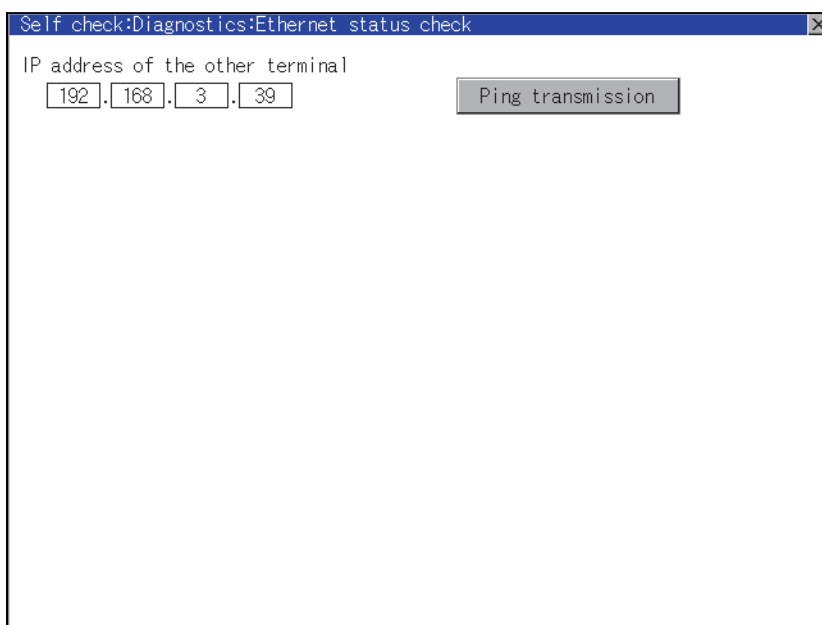 Self check:Diagnostics:Ethernet status check
IP address of the other terminal
192.168.3.39 Ping transmission